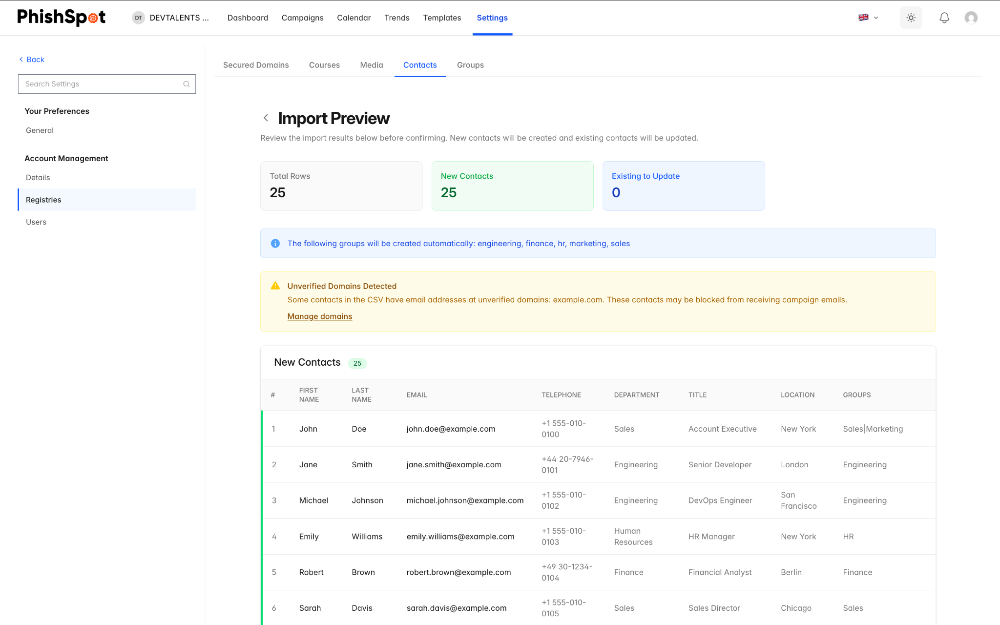 PhishSpot
DT DEVTALENTS ... Dashboard Campaigns Calendar Trends Templates Settings
Back
Search Settings
Your Preferences
General
Account Management
Details
Registries
Users
Secured Domains Courses Media Contacts Groups
Import Preview
Review the import results below before confirming. New contacts will be created and existing contacts will be updated.
Total Rows
25
New Contacts
25
Existing to Update
0
The following groups will be created automatically: engineering, finance, hr, marketing, sales
Unverified Domains Detected
Some contacts in the CSV have email addresses at unverified domains: example.com. These contacts may be blocked from receiving campaign emails.
Manage domains
New Contacts 25
# FIRST NAME LAST NAME EMAIL TELEPHONE DEPARTMENT TITLE LOCATION GROUPS
1 John Doe john.doe@example.com +1 555-010-0100 Sales Account Executive New York Sales|Marketing
2 Jane Smith jane.smith@example.com +44 20-7946-0101 Engineering Senior Developer London Engineering
3 Michael Johnson michael.johnson@example.com +1 555-010-0102 Engineering DevOps Engineer San Francisco Engineering
4 Emily Williams emily.williams@example.com +1 555-010-0103 Human Resources HR Manager New York HR
5 Robert Brown robert.brown@example.com +49 30-1234-0104 Finance Financial Analyst Berlin Finance
6 Sarah Davis sarah.davis@example.com +1 555-010-0105 Sales Sales Director Chicago Sales